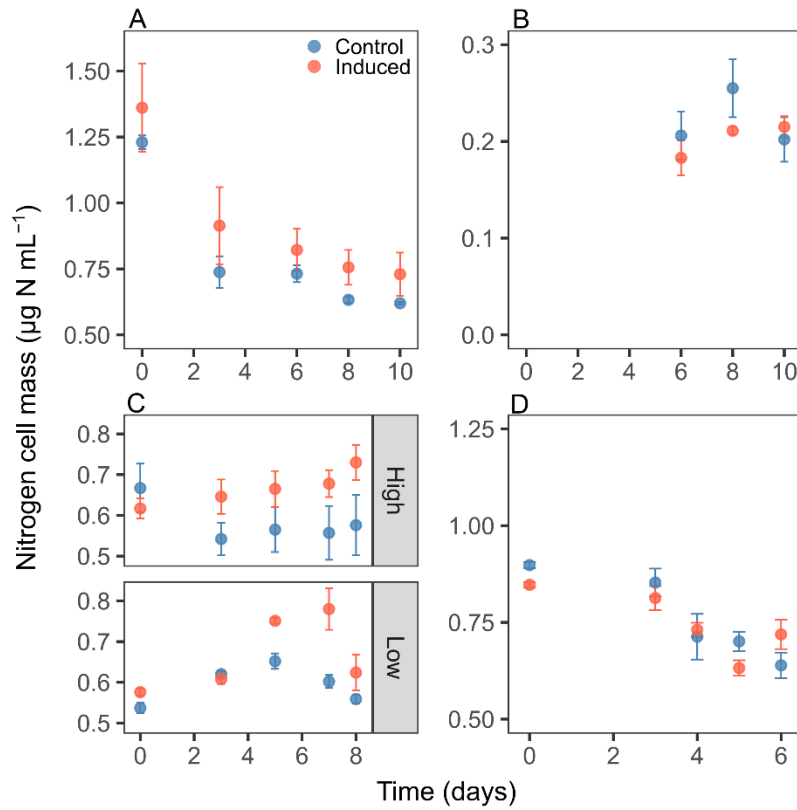 A
Control
Induced
1.50
1.25
1.00
0.75
0.50
0 2 4 6 8 10
B
0.3
0.2
0.1
0.0
0 2 4 6 8 10
Nitrogen cell mass (µg N mL⁻¹)
C
0.8
0.7
0.6
0.5
High
0.8
0.7
0.6
0.5
Low
0 2 4 6 8
D
1.25
1.00
0.75
0.50
0 2 4 6
Time (days)